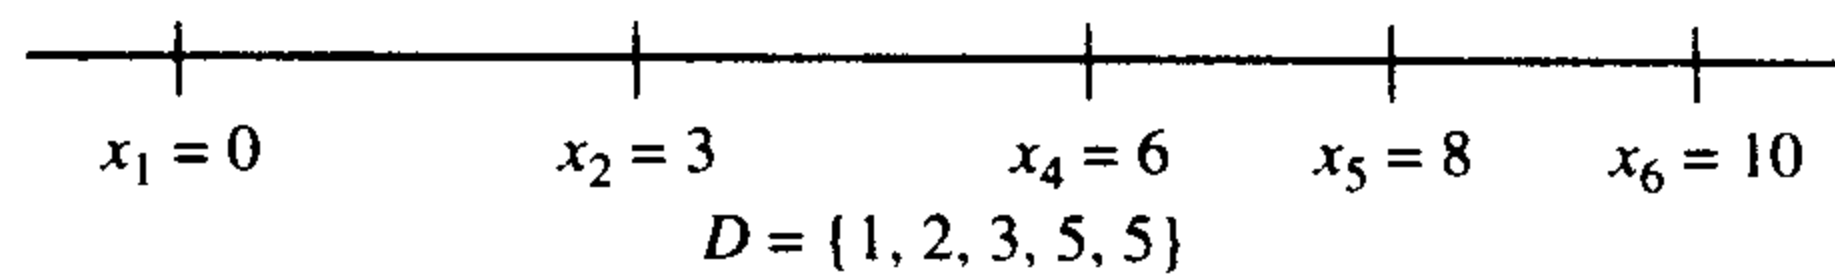 x₁ = 0 x₂ = 3 x₄ = 6 x₅ = 8 x₆ = 10
D = {1, 2, 3, 5, 5}